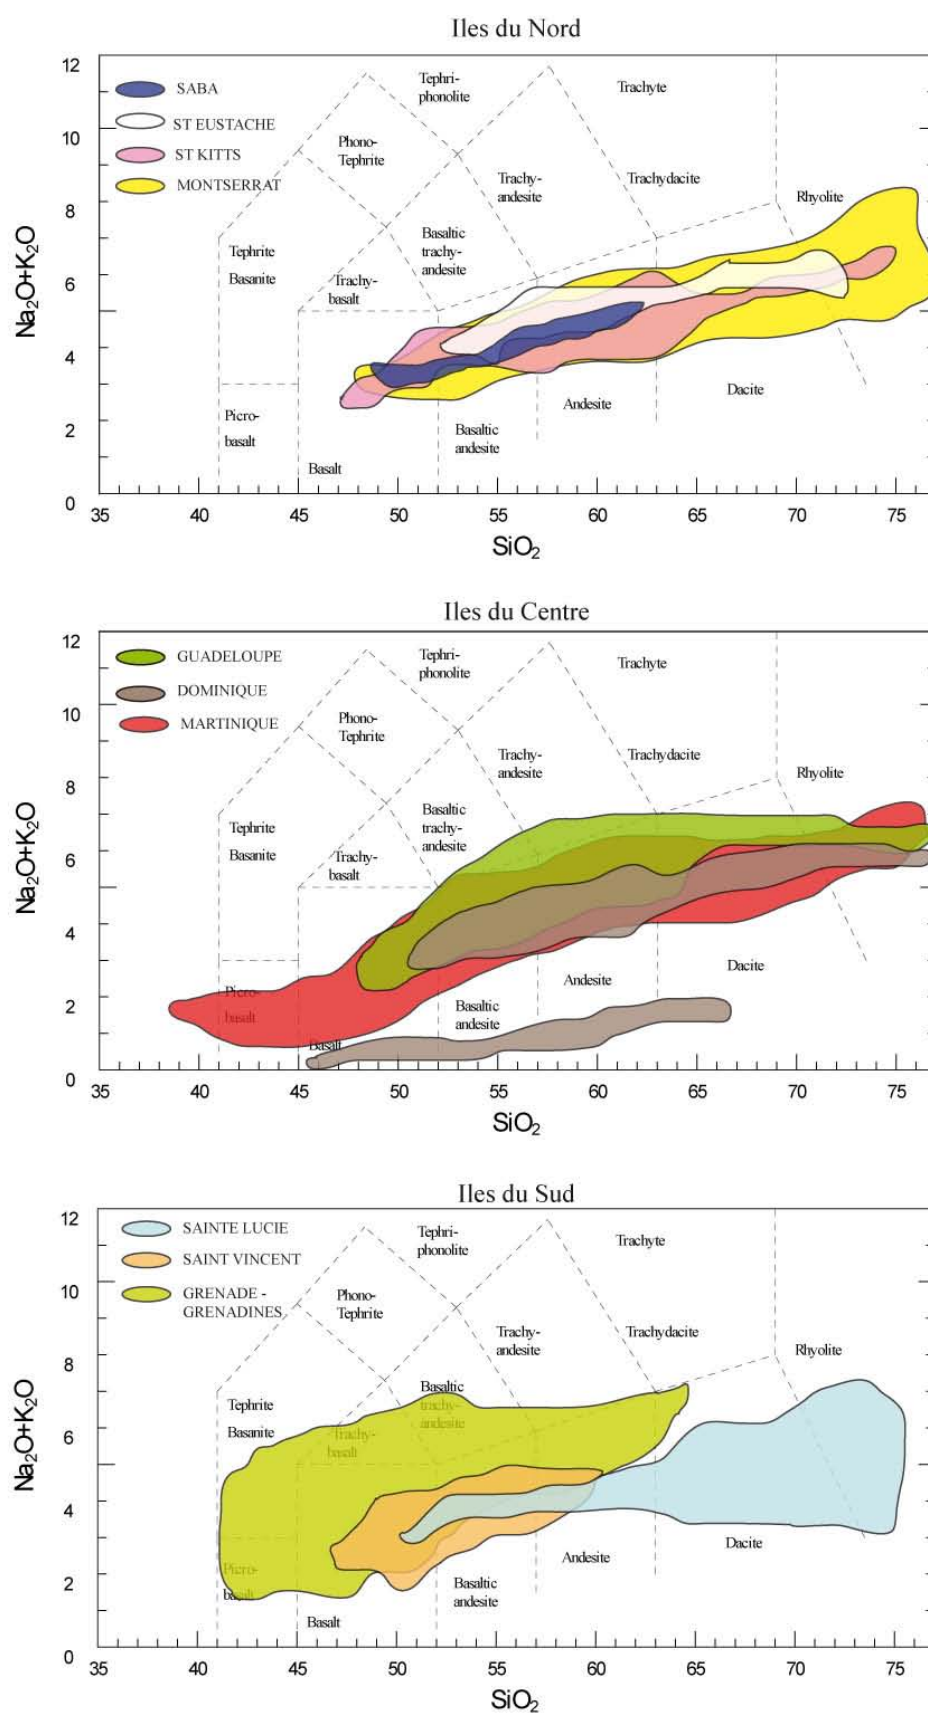 Iles du Nord
12
10
8
6
4
2
0
Na₂O+K₂O
SABA
ST EUSTACHE
ST KITTS
MONTSERRAT
Tephri-
phonolite
Trachyte
Phono-
Tephrite
Trachy-
andesite
Trachydacite
Rhyolite
Tephrite
Basanite
Basaltic
trachy-
andesite
Trachy-
basalt
Picro-
basalt
Basalt
Basaltic
andesite
Andesite
Dacite
35 40 45 50 55 60 65 70 75
SiO₂
Iles du Centre
12
10
8
6
4
2
0
Na₂O+K₂O
GUADELOUPE
DOMINIQUE
MARTINIQUE
Tephri-
phonolite
Trachyte
Phono-
Tephrite
Trachy-
andesite
Trachydacite
Rhyolite
Tephrite
Basanite
Basaltic
trachy-
andesite
Trachy-
basalt
Picro-
basalt
Basalt
Basaltic
andesite
Andesite
Dacite
35 40 45 50 55 60 65 70 75
SiO₂
Iles du Sud
12
10
8
6
4
2
0
Na₂O+K₂O
SAINTE LUCIE
SAINT VINCENT
GRENADE -
GRENADINES
Tephri-
phonolite
Trachyte
Phono-
Tephrite
Trachy-
andesite
Trachydacite
Rhyolite
Tephrite
Basanite
Basaltic
trachy-
andesite
Trachy-
basalt
Picro-
basalt
Basalt
Basaltic
andesite
Andesite
Dacite
35 40 45 50 55 60 65 70 75
SiO₂